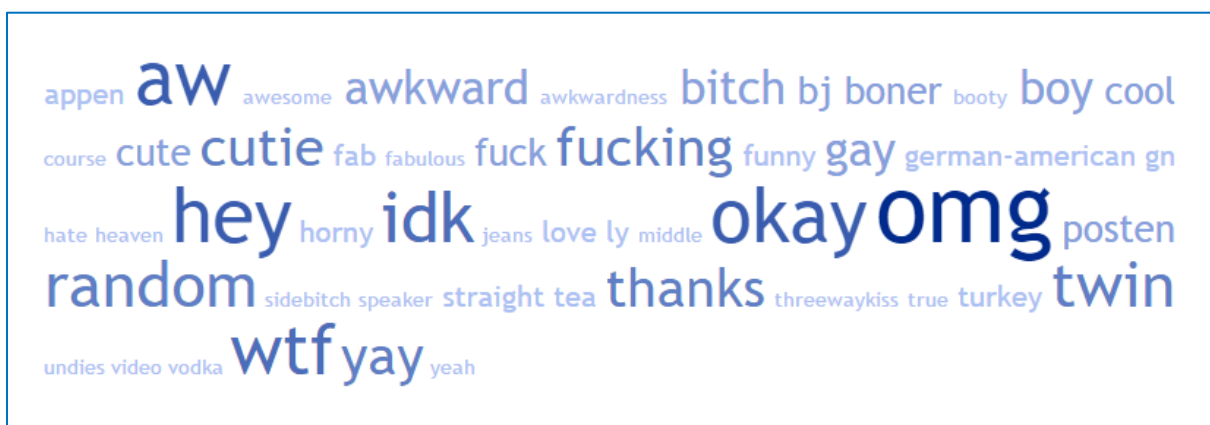 appen aw awesome awkward awkwardness bitch bj boner booty boy cool
course cute cutie fab fabulous fuck fucking funny gay german-american gn
hate heaven hey horny idk jeans love ly middle okay omg posten
random sidebitch speaker straight tea thanks threewaykiss true turkey twin
undies video vodka wtf yay yeah